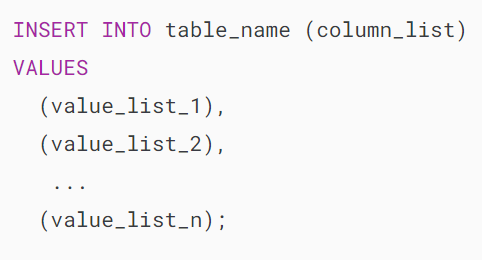 INSERT INTO table_name (column_list)
VALUES
(value_list_1),
(value_list_2),
...
(value_list_n);